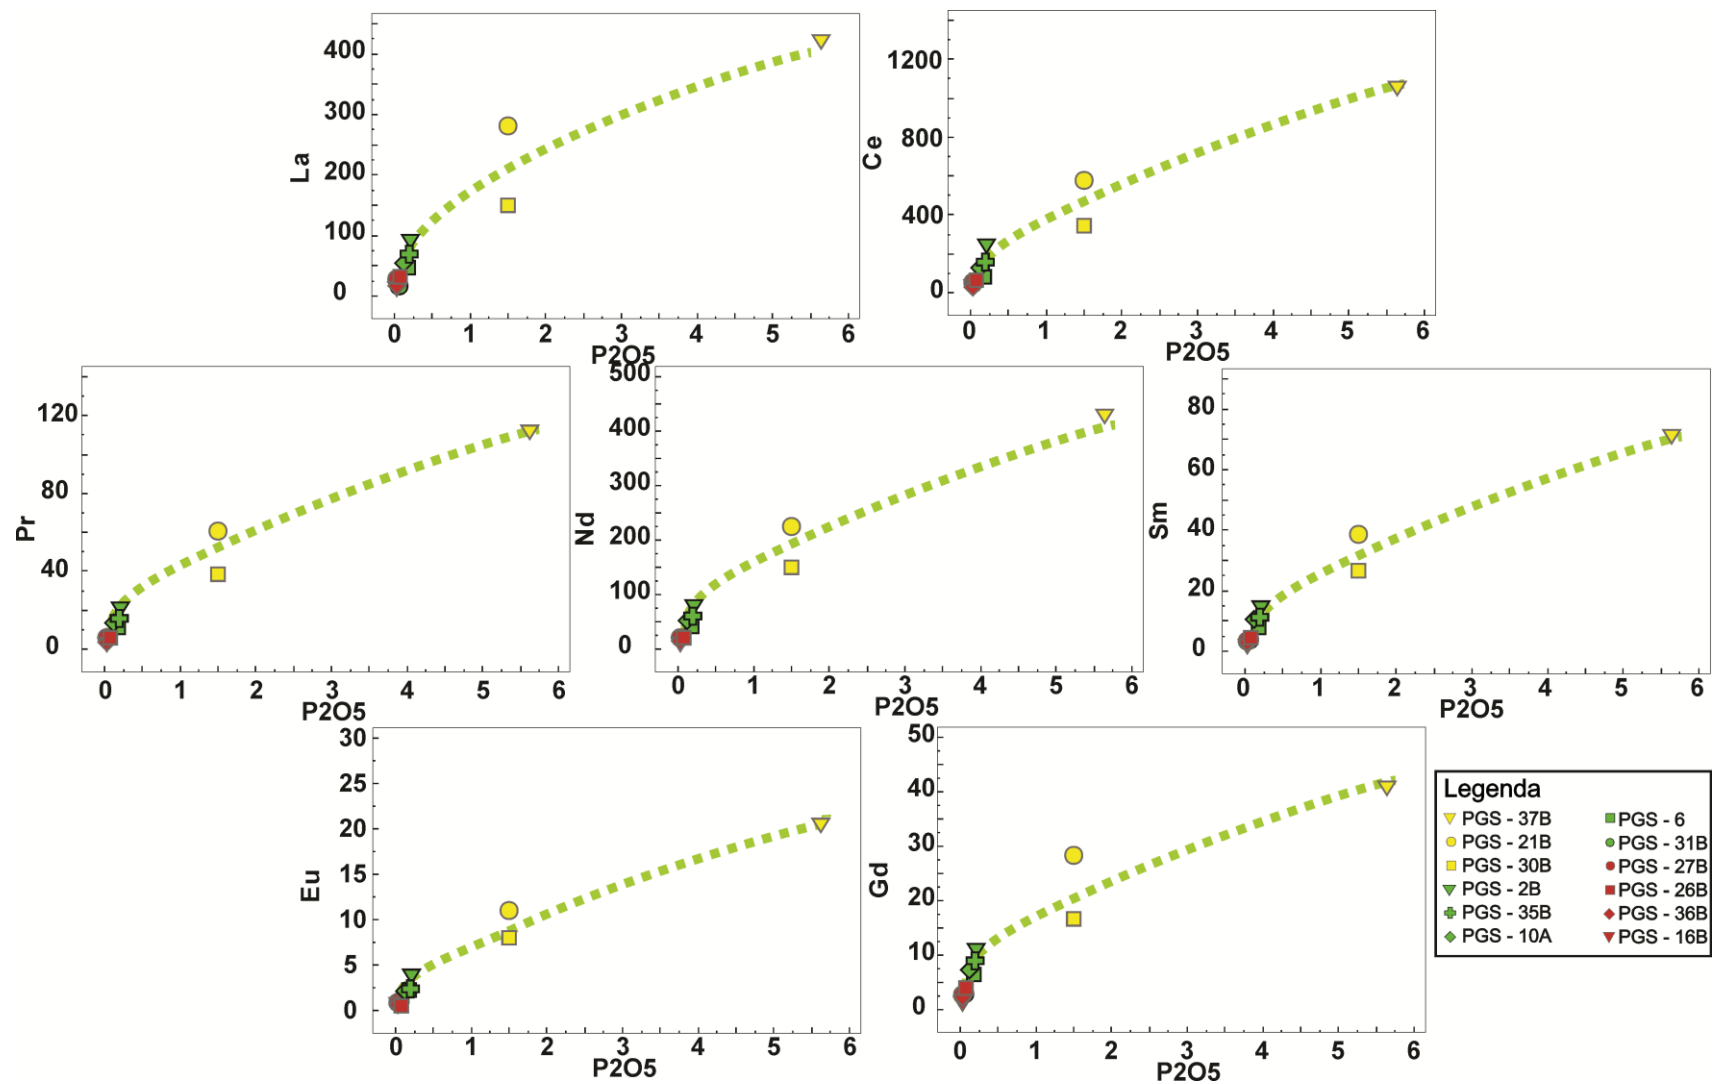 La
400
300
200
100
0
0 1 2 3 4 5 6
P2O5
Ce
1200
800
400
0
0 1 2 3 4 5 6
P2O5
Pr
120
80
40
0
0 1 2 3 4 5 6
P2O5
Nd
500
400
300
200
100
0
0 1 2 3 4 5 6
P2O5
Sm
80
60
40
20
0
0 1 2 3 4 5 6
P2O5
Eu
30
25
20
15
10
5
0
0 1 2 3 4 5 6
P2O5
Gd
50
40
30
20
10
0
0 1 2 3 4 5 6
P2O5
Legenda
PGS - 37B
PGS - 21B
PGS - 30B
PGS - 2B
PGS - 35B
PGS - 10A
PGS - 6
PGS - 31B
PGS - 27B
PGS - 26B
PGS - 36B
PGS - 16B